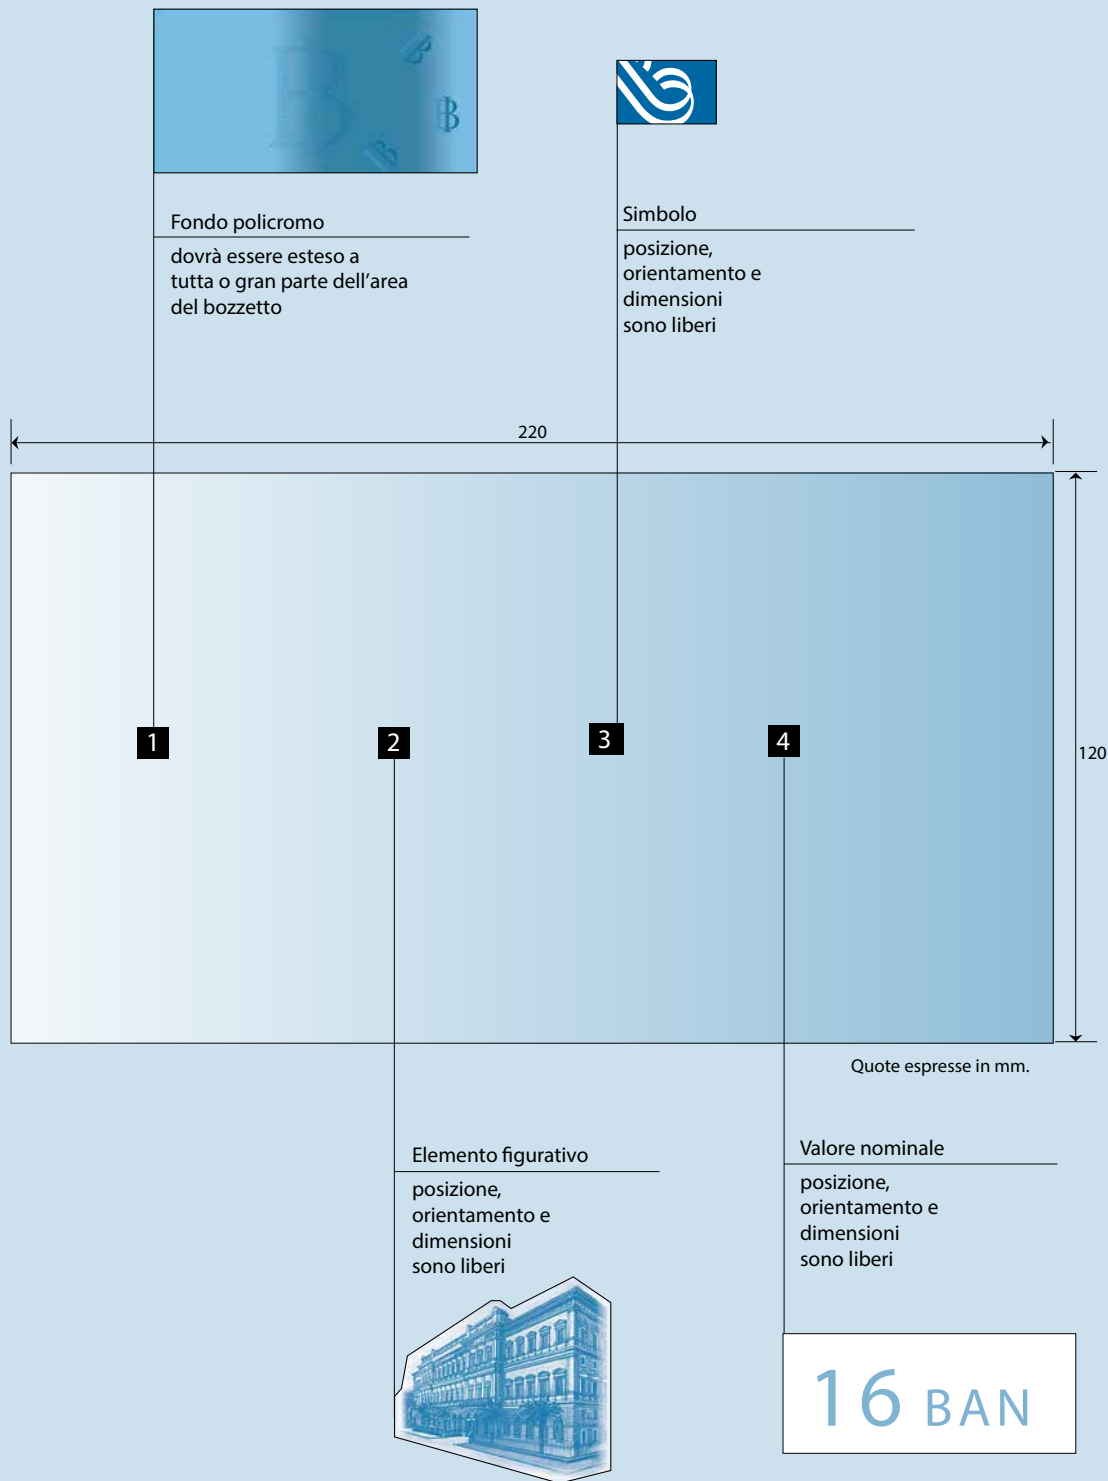 Fondo policromo
dovrà essere esteso a
tutta o gran parte dell'area
del bozzetto
Simbolo
posizione,
orientamento e
dimensioni
sono liberi
220
1
2
3
4
120
Quote espresse in mm.
Elemento figurativo
posizione,
orientamento e
dimensioni
sono liberi
Valore nominale
posizione,
orientamento e
dimensioni
sono liberi
16 BAN